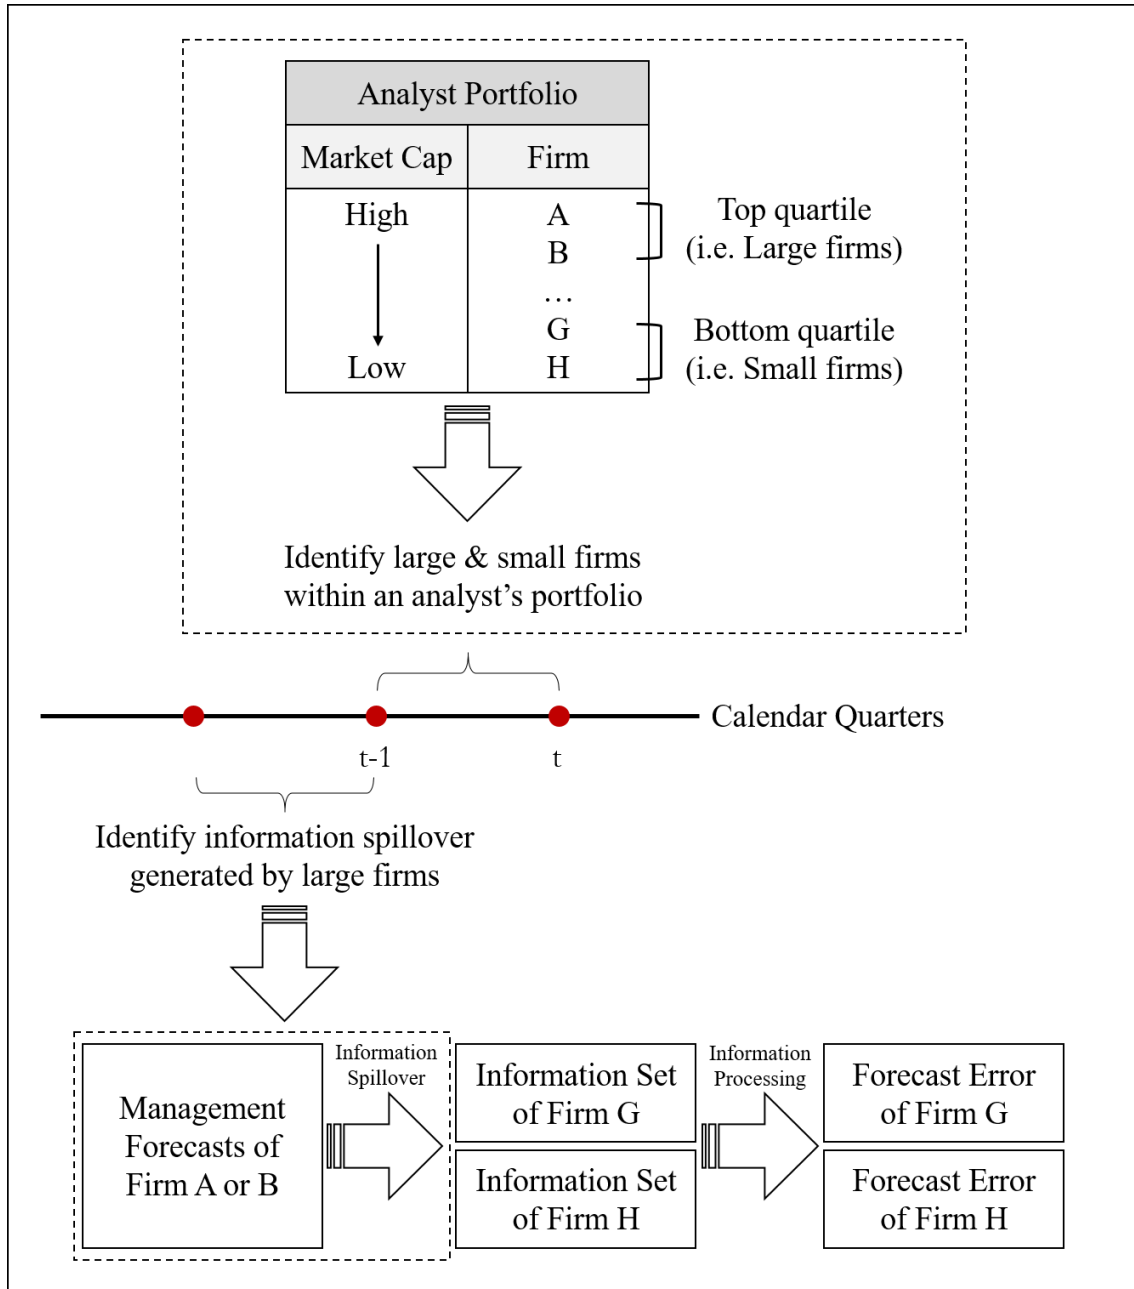 Analyst Portfolio
Market Cap
Firm
High
Low
A
B
…
G
H
Top quartile
(i.e. Large firms)
Bottom quartile
(i.e. Small firms)
Identify large & small firms
within an analyst’s portfolio
Calendar Quarters
t-1
t
Identify information spillover
generated by large firms
Management
Forecasts of
Firm A or B
Information
Spillover
Information Set
of Firm G
Information Set
of Firm H
Information
Processing
Forecast Error
of Firm G
Forecast Error
of Firm H